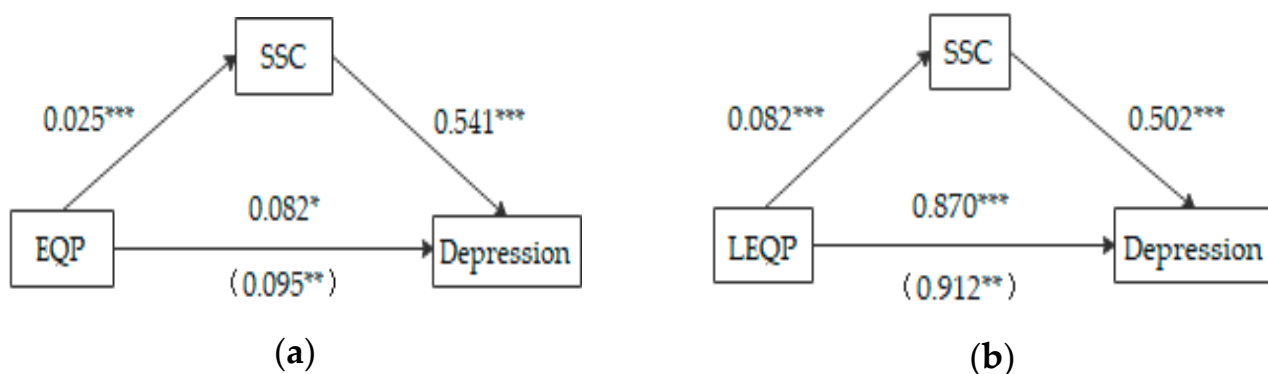 SSC
0.025***
0.541***
EQP
0.082*
(0.095**)
Depression
(a)
SSC
0.082***
0.502***
LEQP
0.870***
(0.912**)
Depression
(b)